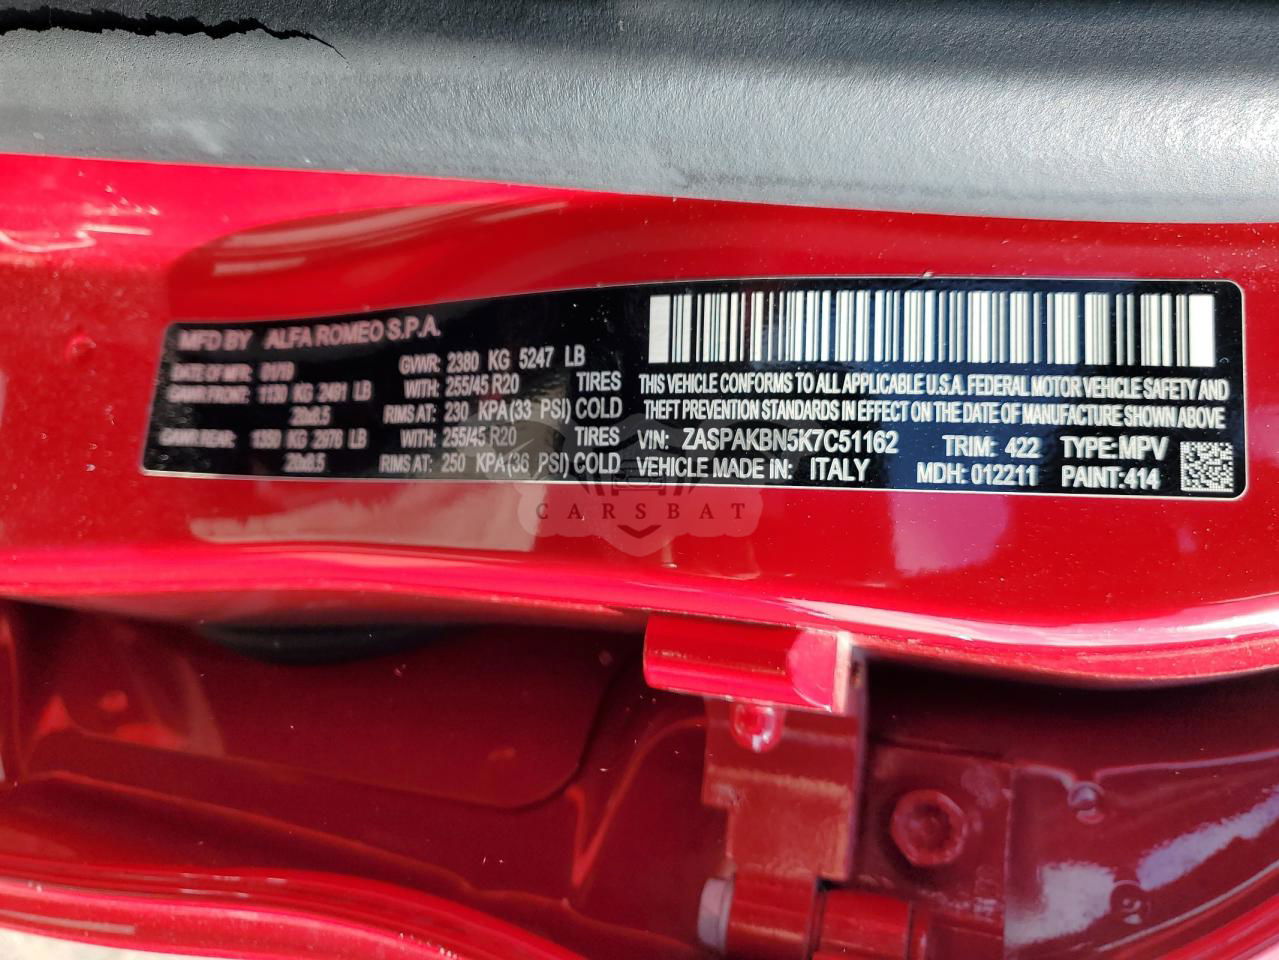 MFD BY ALFA ROMEO S.P.A.
DATE OF MFR
GVWR: 2380 KG 5247 LB
GAWR FRONT: 1130 KG 2491 LB WITH: 255/45 R20 TIRES
20x8.5 RIMS AT: 230 KPA (33 PSI) COLD
GAWR REAR: 1350 KG 2976 LB WITH: 255/45 R20 TIRES
20x8.5 RIMS AT: 250 KPA (36 PSI) COLD
THIS VEHICLE CONFORMS TO ALL APPLICABLE U.S.A. FEDERAL MOTOR VEHICLE SAFETY AND
THEFT PREVENTION STANDARDS IN EFFECT ON THE DATE OF MANUFACTURE SHOWN ABOVE
VIN: ZASPAKBN5K7C51162 TRIM: 422 TYPE: MPV
VEHICLE MADE IN: ITALY MDH: 012211 PAINT:414
CARSBAT